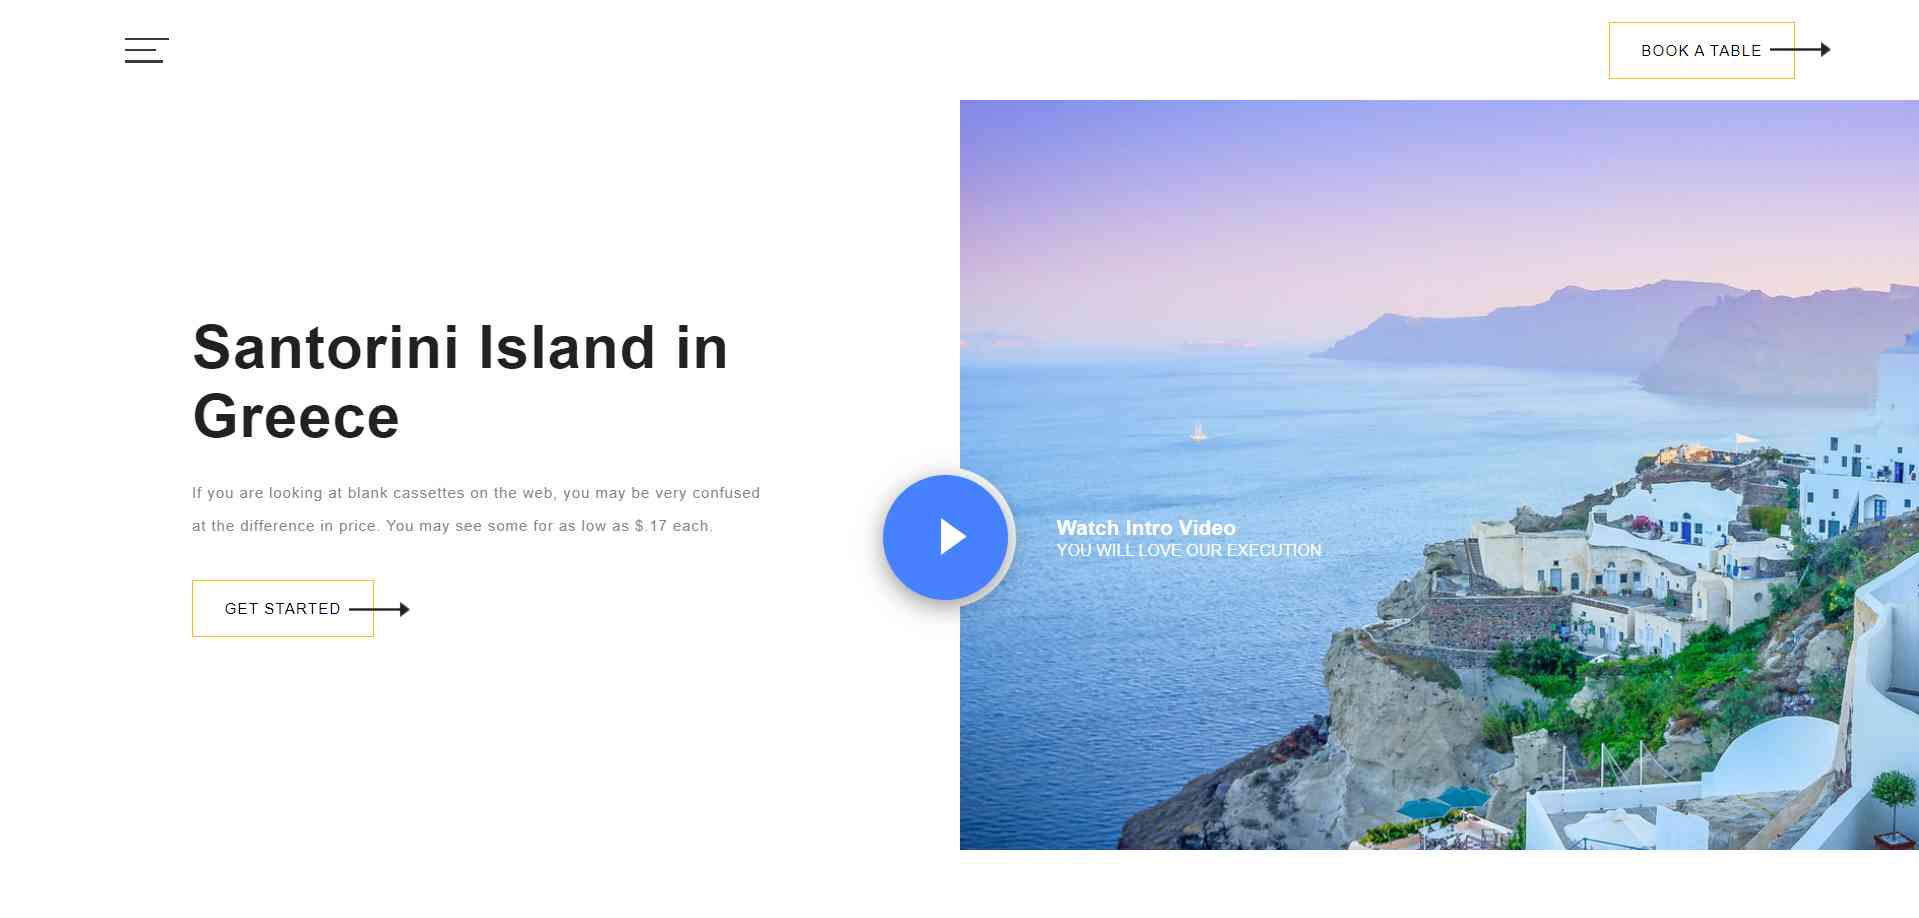 BOOK A TABLE
Santorini Island in
Greece
If you are looking at blank cassettes on the web, you may be very confused
at the difference in price. You may see some for as low as $.17 each.
GET STARTED
Watch Intro Video
YOU WILL LOVE OUR EXECUTION